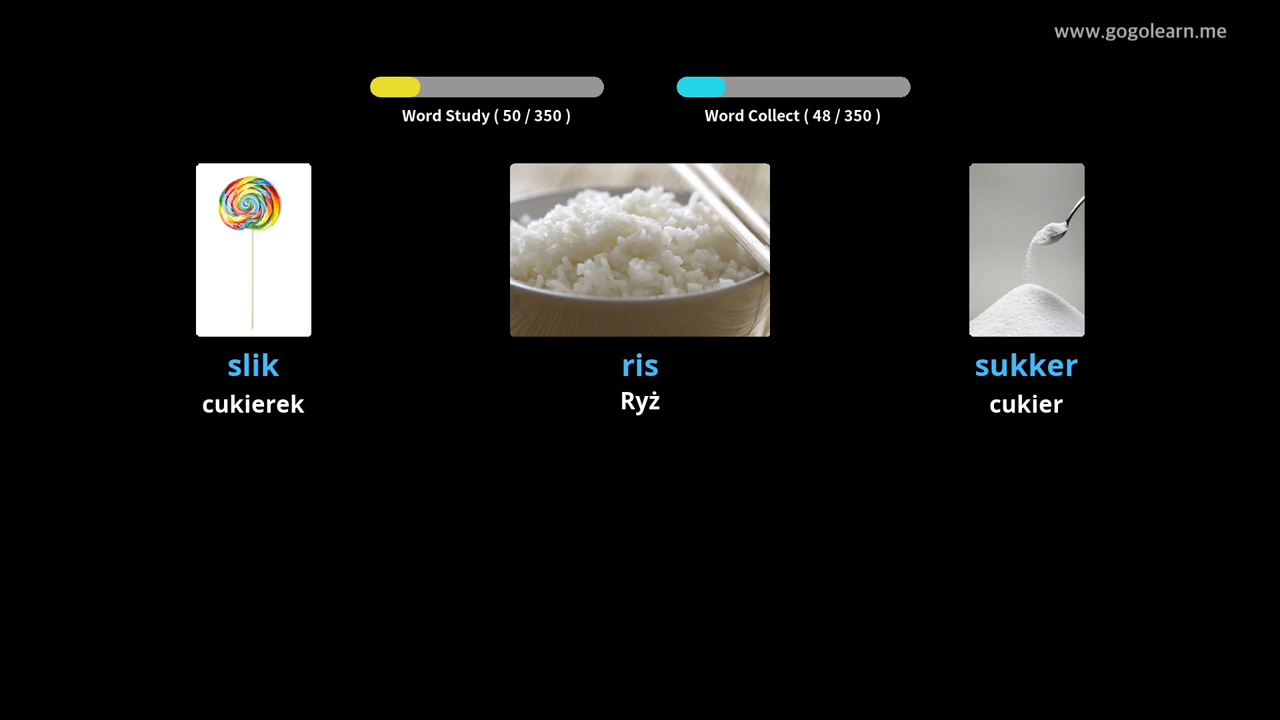 www.gogolearn.me
Word Study ( 50 / 350 )
Word Collect ( 48 / 350 )
slik
cukierek
ris
Ryż
sukker
cukier